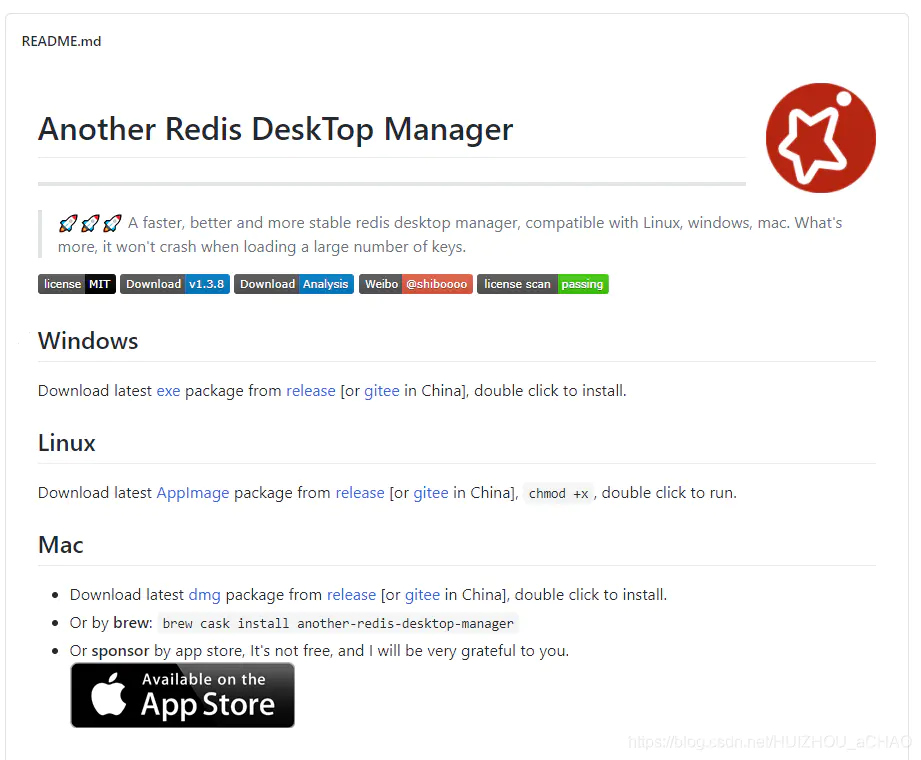 README.md
Another Redis DeskTop Manager
🚀🚀🚀 A faster, better and more stable redis desktop manager, compatible with Linux, windows, mac. What's
more, it won't crash when loading a large number of keys.
license MIT Download v1.3.8 Download Analysis Weibo @shiboooo license scan passing
Windows
Download latest exe package from release [or gitee in China], double click to install.
Linux
Download latest AppImage package from release [or gitee in China], chmod +x , double click to run.
Mac
• Download latest dmg package from release [or gitee in China], double click to install.
• Or by brew: brew cask install another-redis-desktop-manager
• Or sponsor by app store, It's not free, and I will be very grateful to you.
Available on the
App Store
https://blog.csdn.net/HUIZHOU_aCHAO